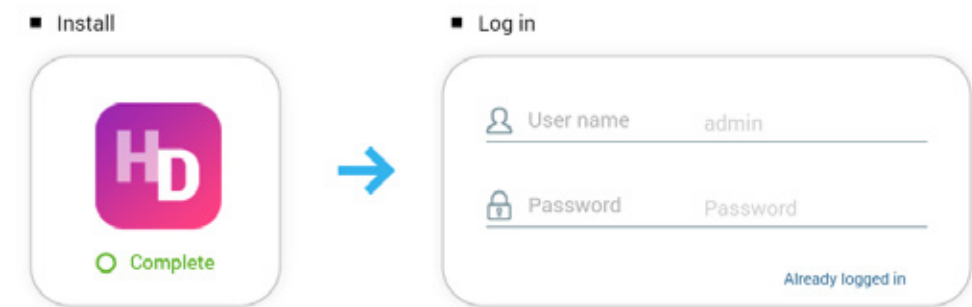 Install
Log in
HD
User name admin
Password Password
Complete
Already logged in